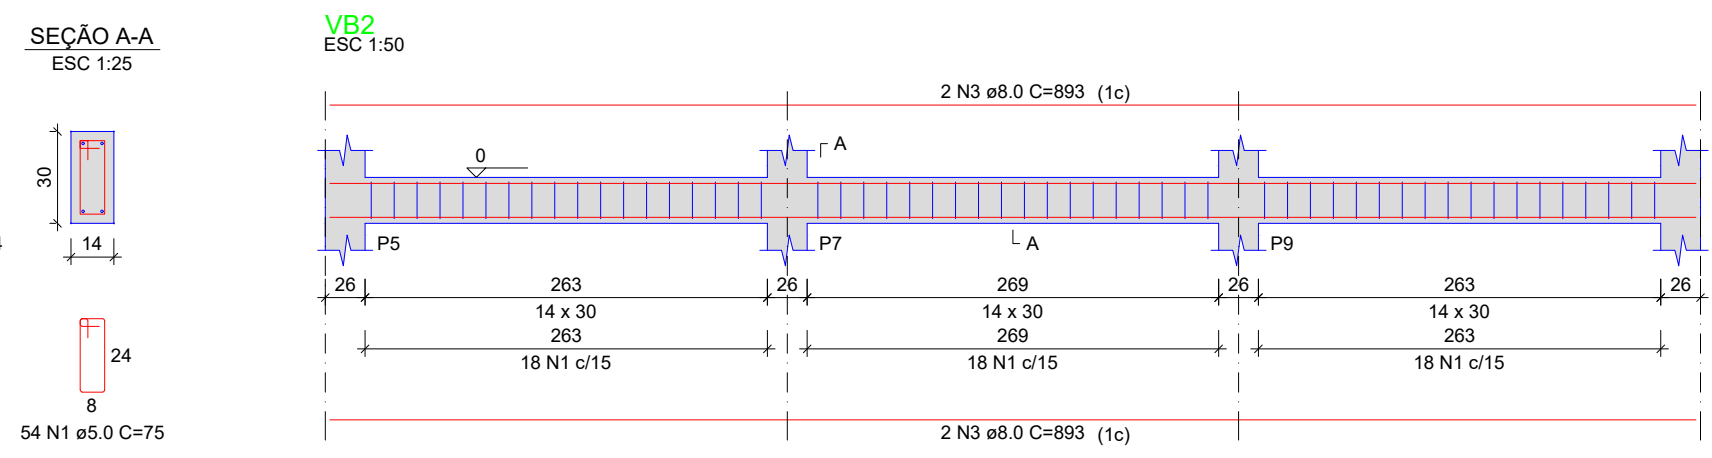 SEÇÃO A-A
ESC 1:25
30
14
24
8
54 N1 ø5.0 C=75
VB2
ESC 1:50
2 N3 ø8.0 C=893 (1c)
A
0
P5
P7
A
P9
26 263 26 269 26 263 26
14 x 30 14 x 30 14 x 30
263 269 263
18 N1 c/15 18 N1 c/15 18 N1 c/15
2 N3 ø8.0 C=893 (1c)